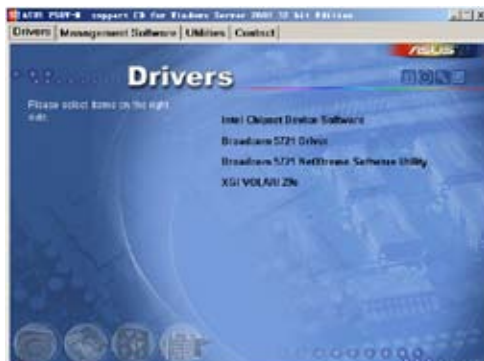 ASUS support CD for Windows Server 2003 32 bit Edition
Drivers Management Software Utilities Contact
ASUS
Drivers
Please select items on the right side.
Intel Chipset Device Software
Broadcom 5721 Driver
Broadcom 5721 NetXtreme Software Utility
XGI VOLARI Z9s